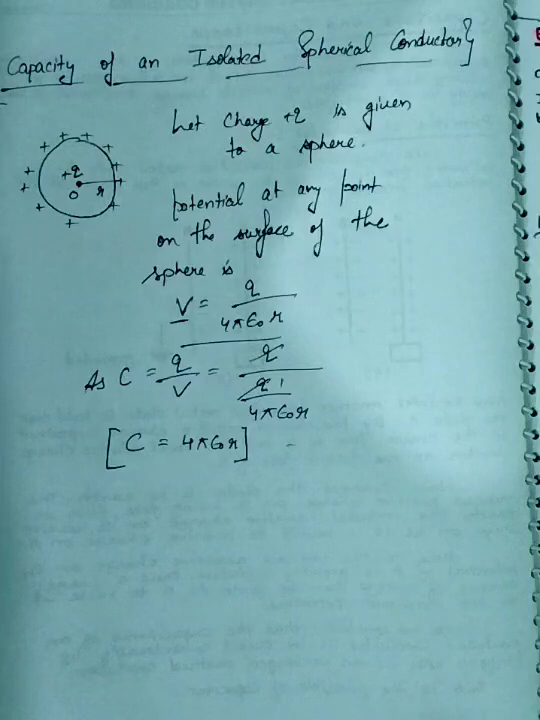 Capacity of an Isolated Spherical Conductor}
Let Charge +q is given
to a sphere.
+ + + +
+ +
+ +q +
+ O r +
+ +
+
potential at any point
on the surface of the
sphere is
V = q / 4πε₀r
As C = q/V = q / (q 1 / 4πε₀r)
[C = 4πε₀r]